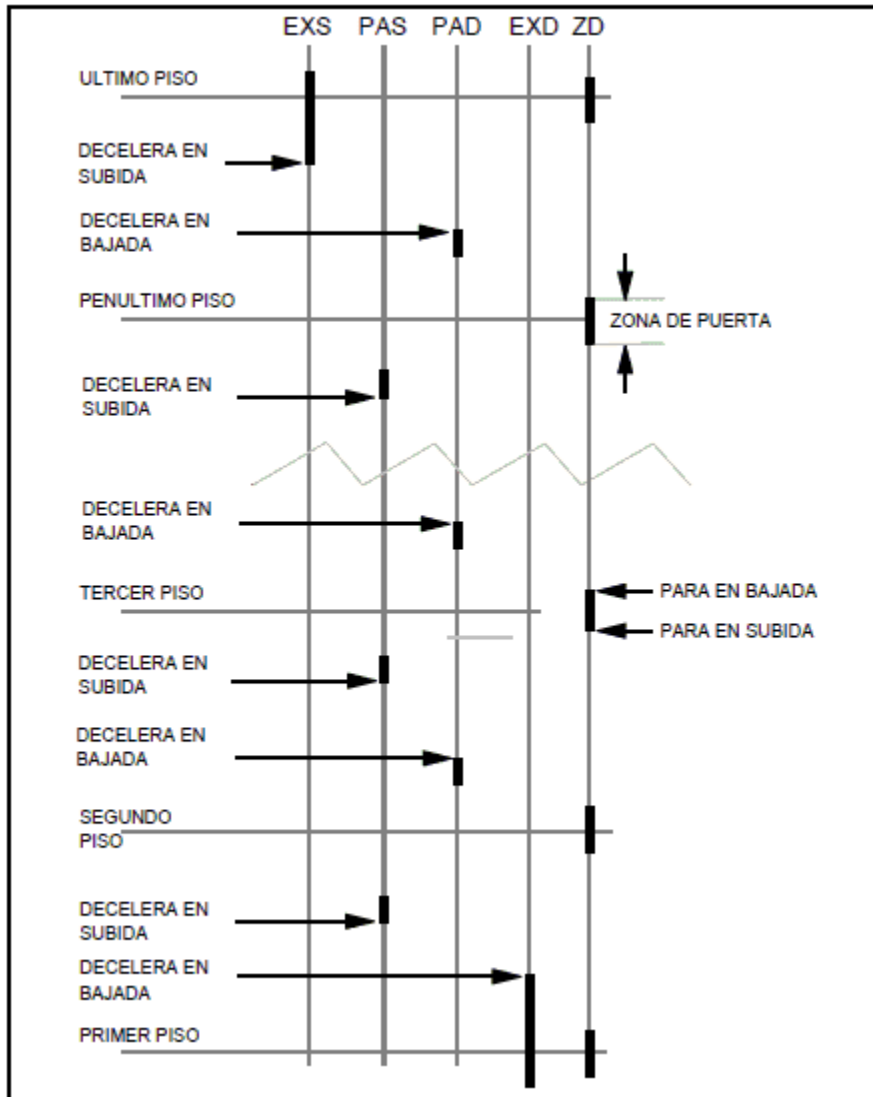 EXS PAS PAD EXD ZD
ULTIMO PISO
DECELERA EN
SUBIDA
DECELERA EN
BAJADA
PENULTIMO PISO
ZONA DE PUERTA
DECELERA EN
SUBIDA
DECELERA EN
BAJADA
TERCER PISO
PARA EN BAJADA
PARA EN SUBIDA
DECELERA EN
SUBIDA
DECELERA EN
BAJADA
SEGUNDO
PISO
DECELERA EN
SUBIDA
DECELERA EN
BAJADA
PRIMER PISO